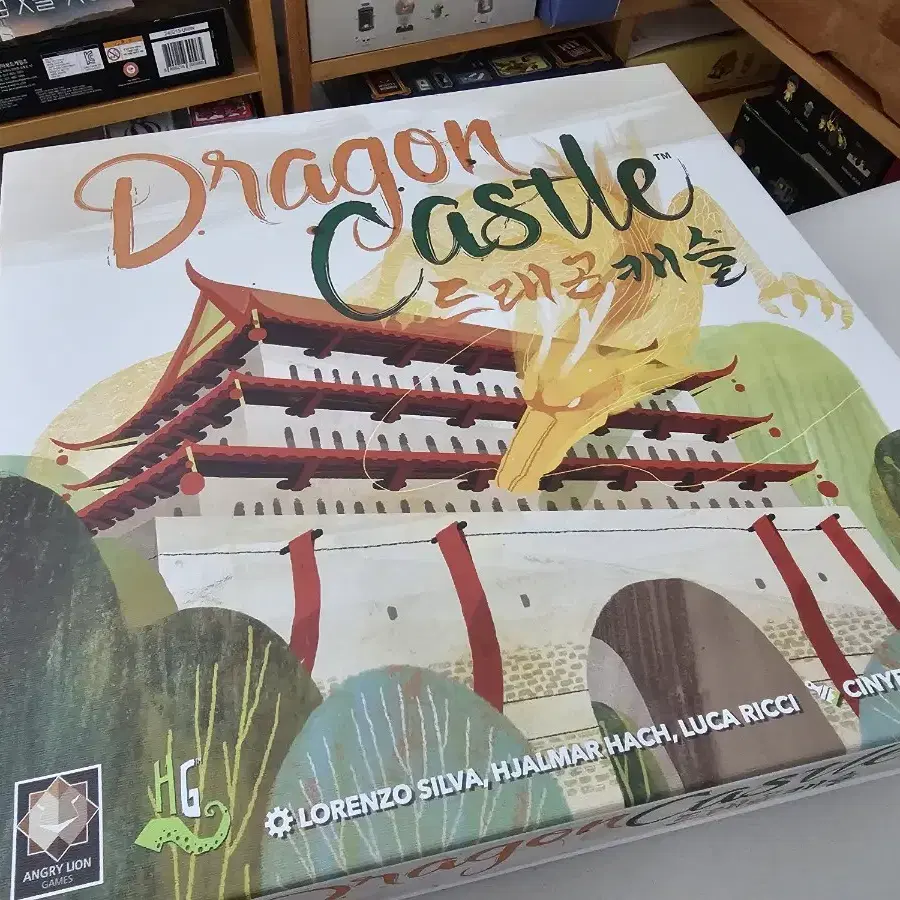 Dragon
Castle™
드래곤캐슬
LORENZO SILVA, HJALMAR HACH, LUCA RICCI
HG
ANGRY LION
GAMES
Dragon Castle